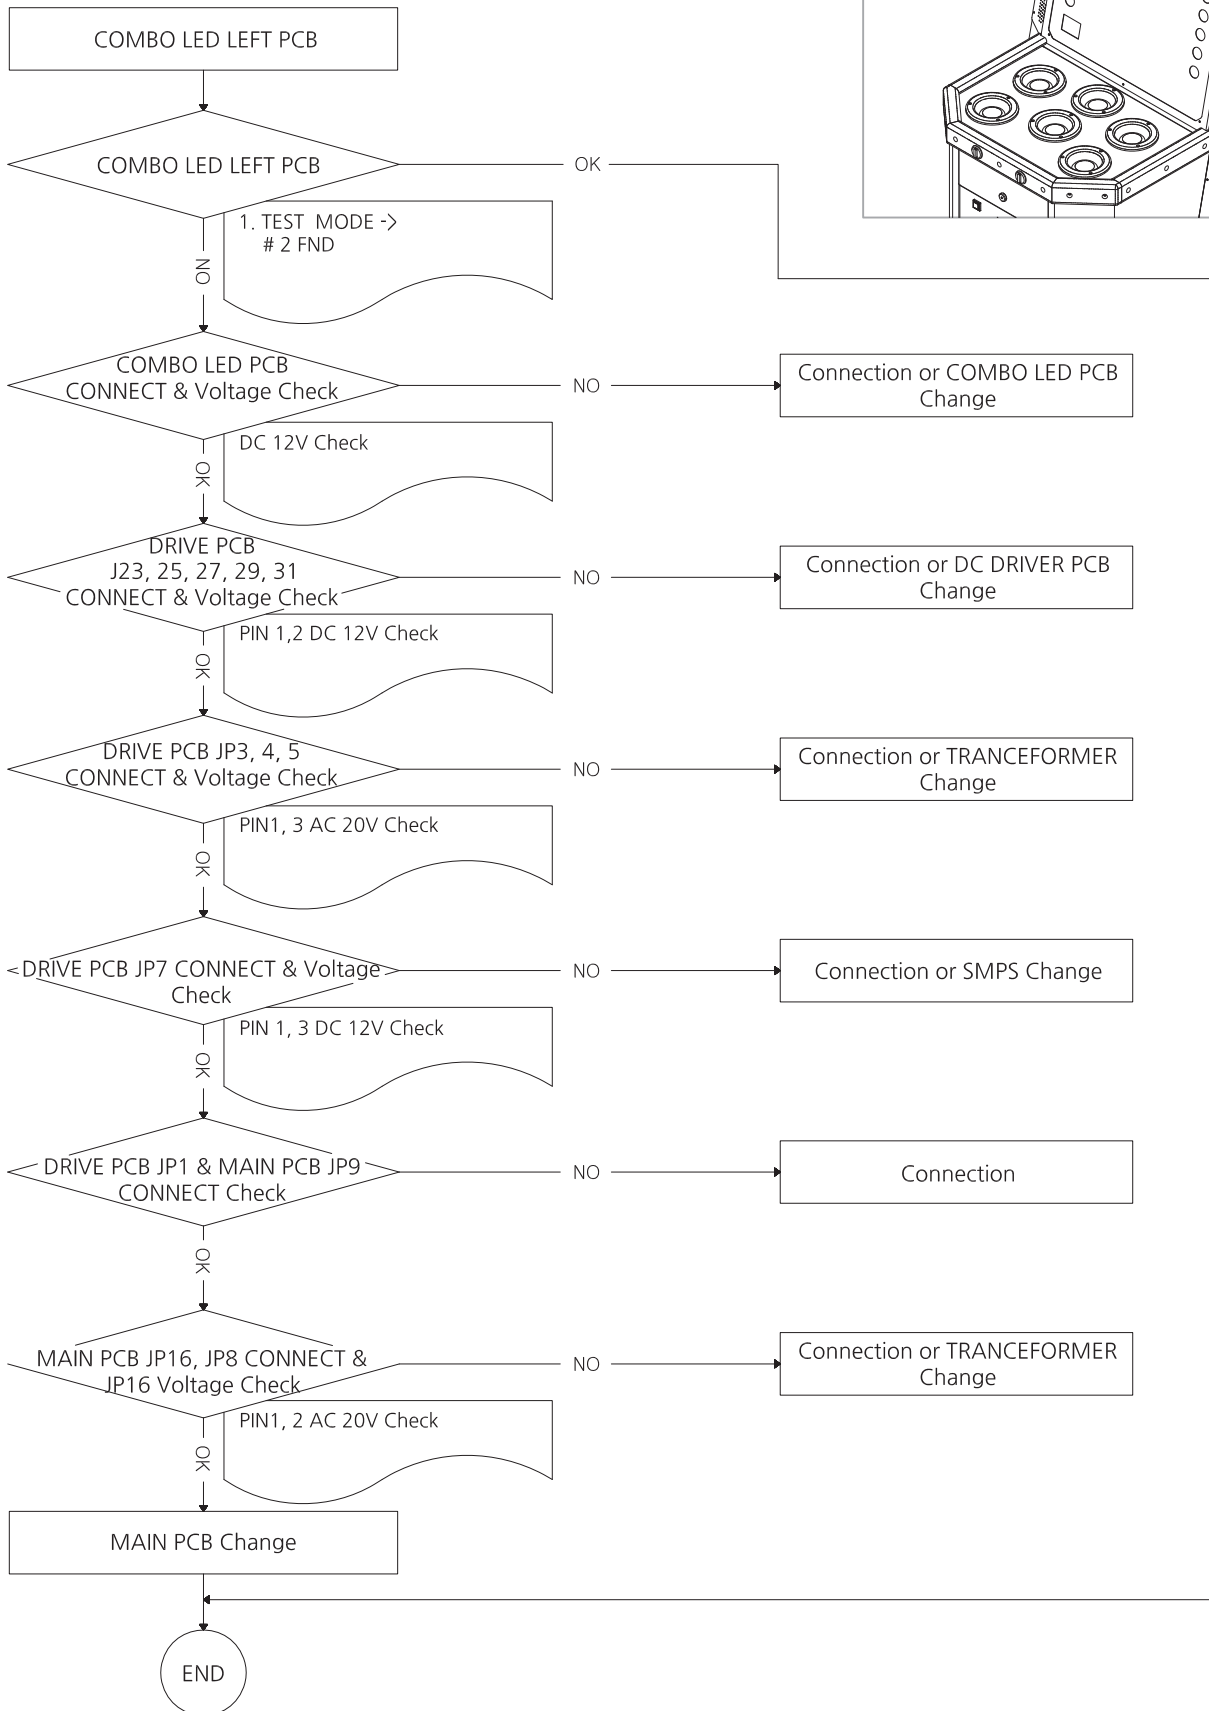 COMBO LED LEFT PCB
COMBO LED LEFT PCB
OK
1. TEST MODE ->
# 2 FND
NO
COMBO LED PCB
CONNECT & Voltage Check
NO
Connection or COMBO LED PCB
Change
DC 12V Check
OK
DRIVE PCB
J23, 25, 27, 29, 31
CONNECT & Voltage Check
NO
Connection or DC DRIVER PCB
Change
PIN 1,2 DC 12V Check
OK
DRIVE PCB JP3, 4, 5
CONNECT & Voltage Check
NO
Connection or TRANCEFORMER
Change
PIN1, 3 AC 20V Check
OK
DRIVE PCB JP7 CONNECT & Voltage
Check
NO
Connection or SMPS Change
PIN 1, 3 DC 12V Check
OK
DRIVE PCB JP1 & MAIN PCB JP9
CONNECT Check
NO
Connection
OK
MAIN PCB JP16, JP8 CONNECT &
JP16 Voltage Check
NO
Connection or TRANCEFORMER
Change
PIN1, 2 AC 20V Check
OK
MAIN PCB Change
END